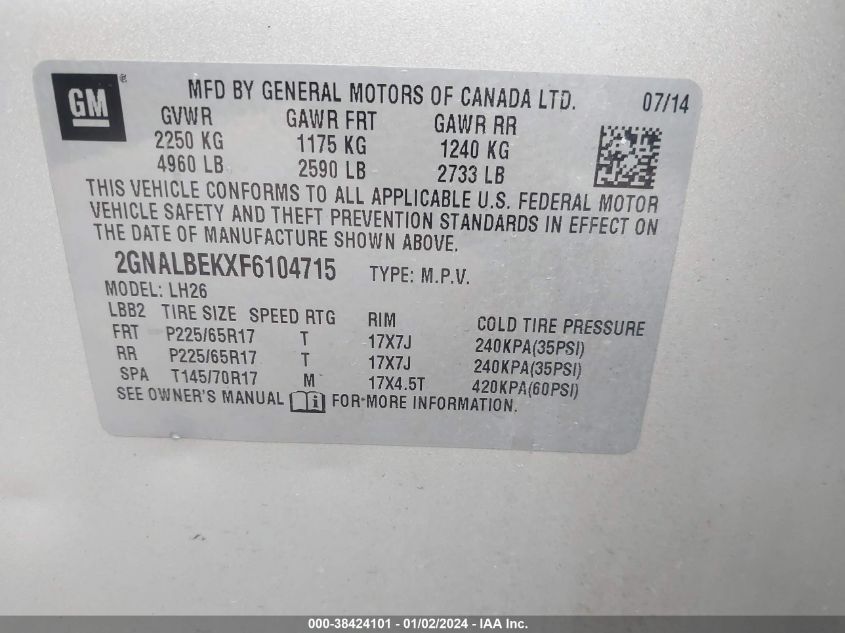 GM ®
MFD BY GENERAL MOTORS OF CANADA LTD. 07/14
GVWR GAWR FRT GAWR RR
2250 KG 1175 KG 1240 KG
4960 LB 2590 LB 2733 LB
THIS VEHICLE CONFORMS TO ALL APPLICABLE U.S. FEDERAL MOTOR
VEHICLE SAFETY AND THEFT PREVENTION STANDARDS IN EFFECT ON
THE DATE OF MANUFACTURE SHOWN ABOVE.
2GNALBEKXF6104715 TYPE: M.P.V.
MODEL: LH26
LBB2 TIRE SIZE SPEED RTG RIM COLD TIRE PRESSURE
FRT P225/65R17 T 17X7J 240KPA(35PSI)
RR P225/65R17 T 17X7J 240KPA(35PSI)
SPA T145/70R17 M 17X4.5T 420KPA(60PSI)
SEE OWNER'S MANUAL i FOR MORE INFORMATION.
000-38424101 - 01/02/2024 - IAA Inc.